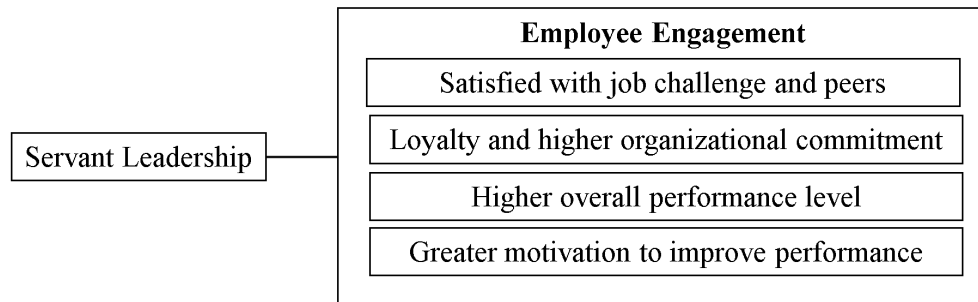 Employee Engagement
Satisfied with job challenge and peers
Loyalty and higher organizational commitment
Servant Leadership
Higher overall performance level
Greater motivation to improve performance